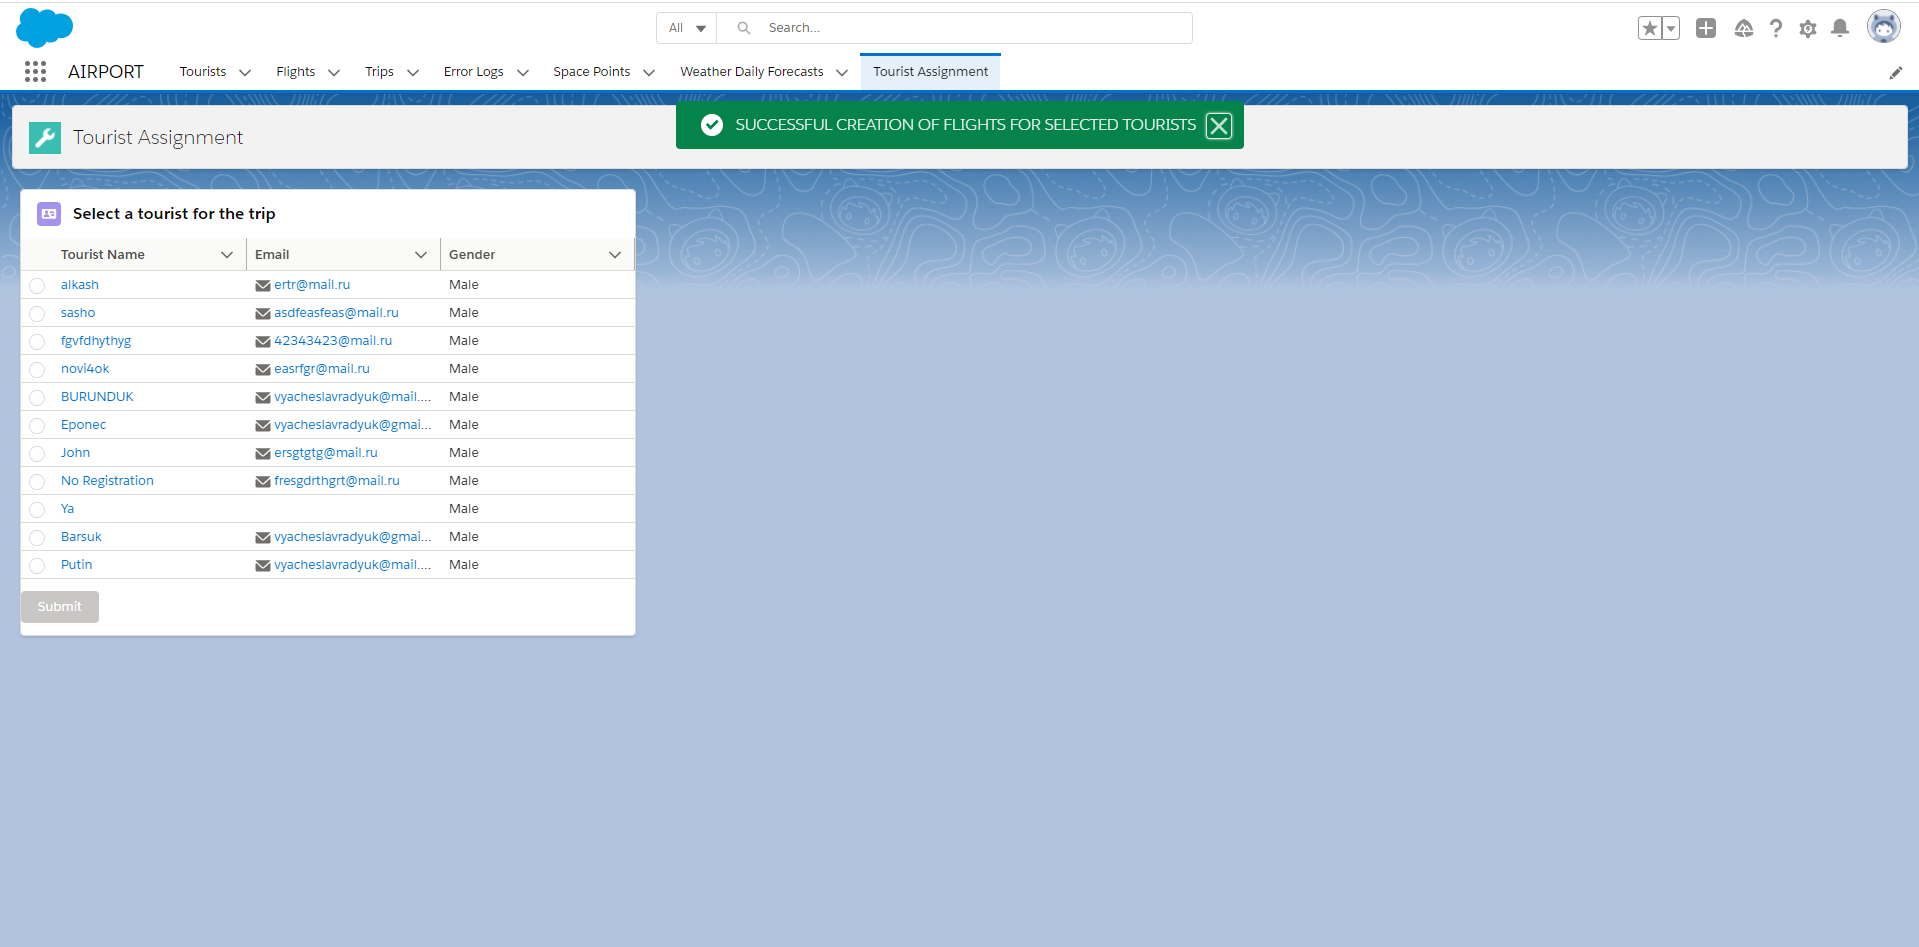 All Search...
AIRPORT Tourists Flights Trips Error Logs Space Points Weather Daily Forecasts Tourist Assignment
SUCCESSFUL CREATION OF FLIGHTS FOR SELECTED TOURISTS
Tourist Assignment
Select a tourist for the trip
Tourist Name Email Gender
alkash ertr@mail.ru Male
sasho asdfeasfeas@mail.ru Male
fgvfdhythyg 42343423@mail.ru Male
novi4ok easrfgr@mail.ru Male
BURUNDUK vyacheslavradyuk@mail.... Male
Eponec vyacheslavradyuk@gmai... Male
John ersgtgtg@mail.ru Male
No Registration fresgdrthgrt@mail.ru Male
Ya Male
Barsuk vyacheslavradyuk@gmai... Male
Putin vyacheslavradyuk@mail.... Male
Submit